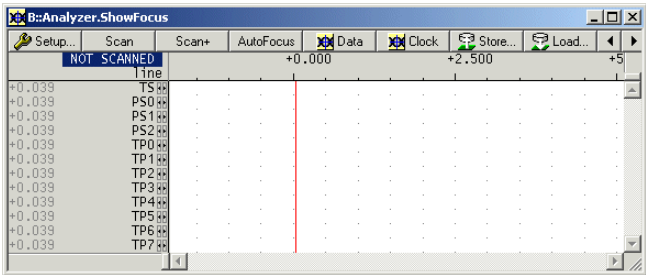 B::Analyzer.ShowFocus
Setup... Scan Scan+ AutoFocus Data Clock Store... Load...
NOT SCANNED +0.000 +2.500 +5
line
+0.039 TS
+0.039 PS0
+0.039 PS1
+0.039 PS2
+0.039 TP0
+0.039 TP1
+0.039 TP2
+0.039 TP3
+0.039 TP4
+0.039 TP5
+0.039 TP6
+0.039 TP7